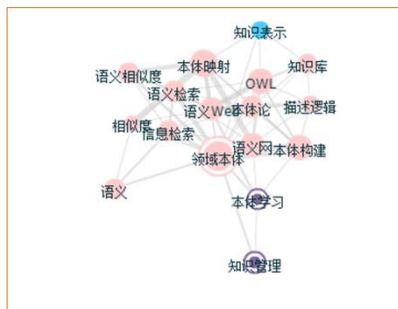 知识表示
本体映射
知识库
语义相似度
OWL
语义检索
语义Web
本体论
描述逻辑
相似度
信息检索
语义网
本体构建
领域本体
语义
本体学习
知识管理